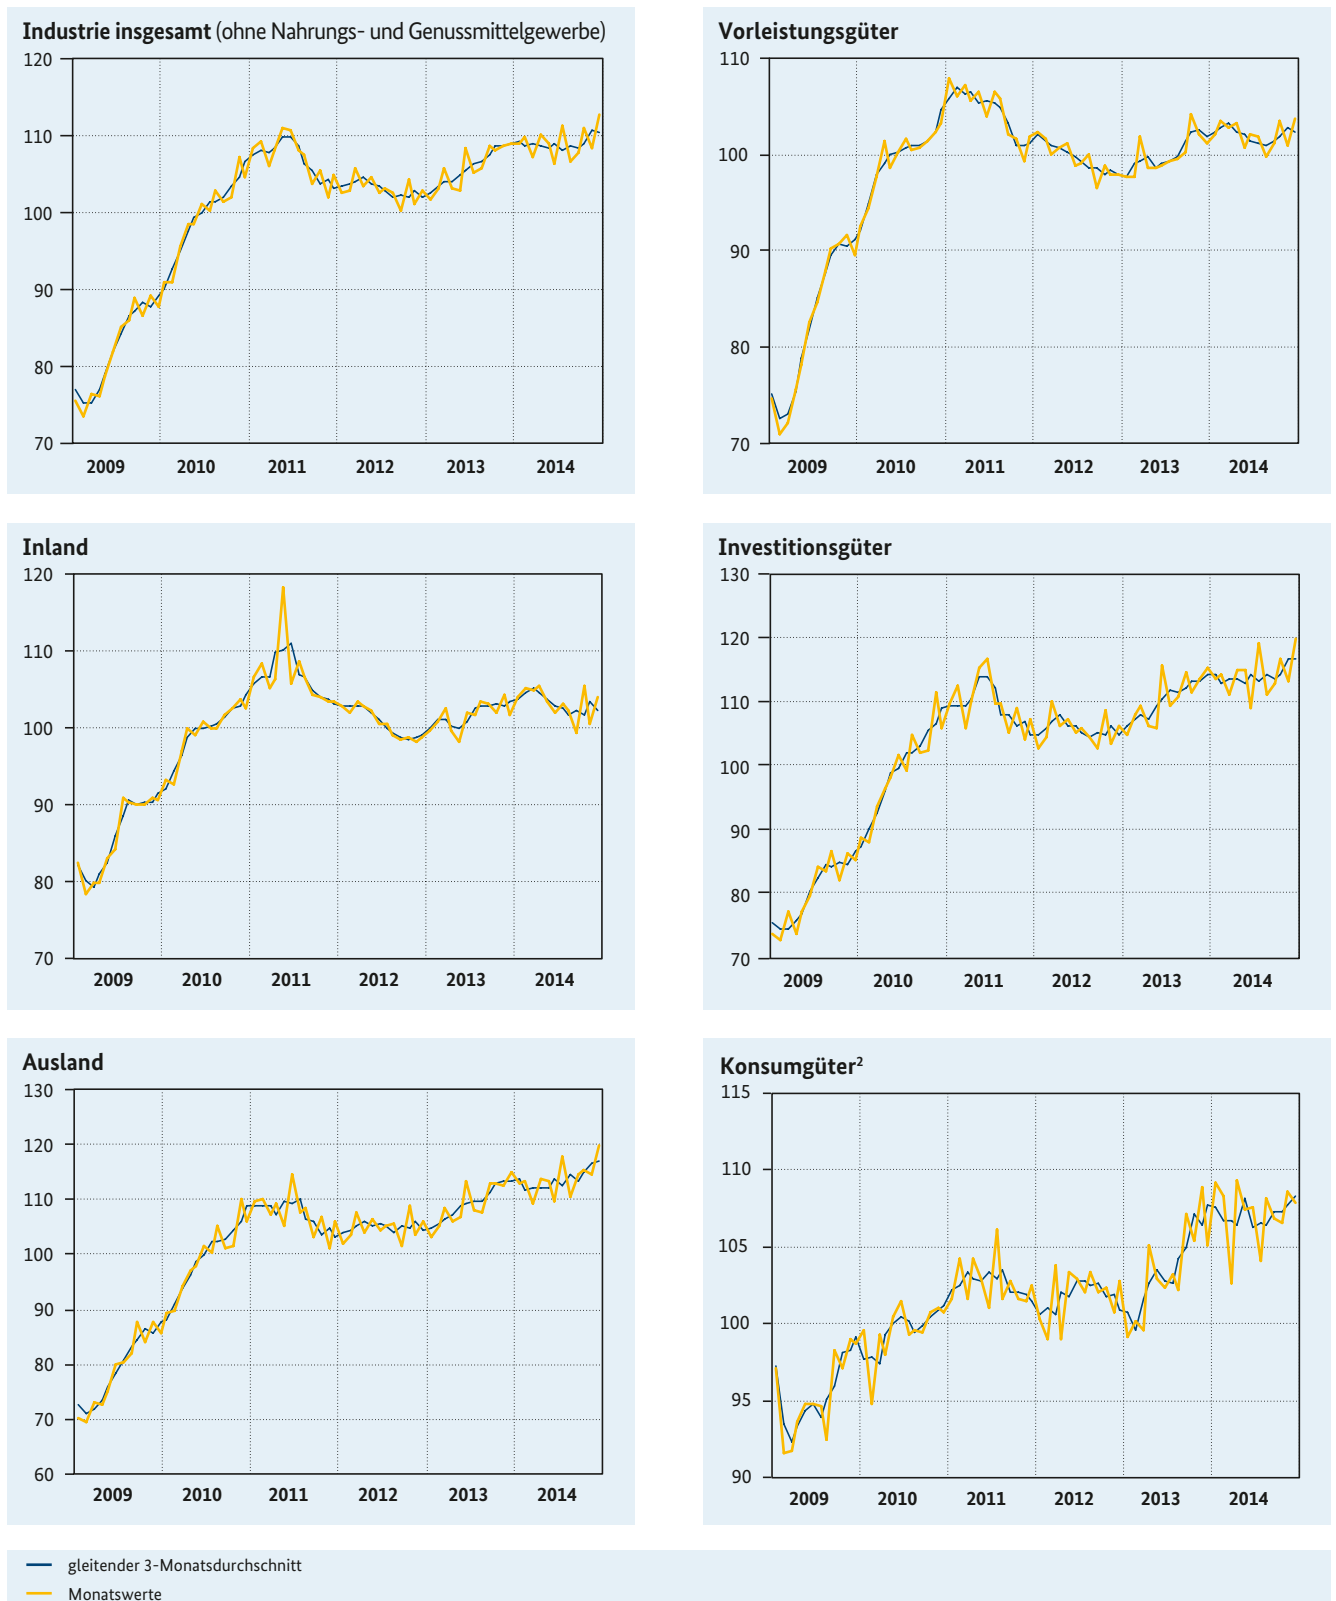 Industrie insgesamt (ohne Nahrungs- und Genussmittelgewerbe)
120
110
100
90
80
70
2009 2010 2011 2012 2013 2014
Vorleistungsgüter
110
100
90
80
70
2009 2010 2011 2012 2013 2014
Inland
120
110
100
90
80
70
2009 2010 2011 2012 2013 2014
Investitionsgüter
130
120
110
100
90
80
70
2009 2010 2011 2012 2013 2014
Ausland
130
120
110
100
90
80
70
60
2009 2010 2011 2012 2013 2014
Konsumgüter²
115
110
105
100
95
90
2009 2010 2011 2012 2013 2014
gleitender 3-Monatsdurchschnitt
Monatswerte